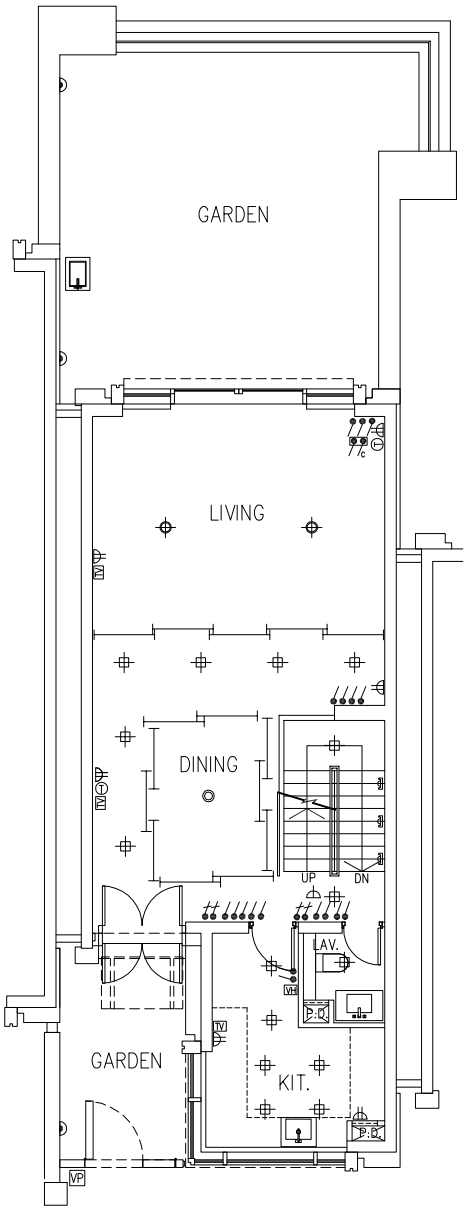 GARDEN
C
T
LIVING
TV
DINING
T
TV
UP
DN
LAV.
VH
P.D.
TV
GARDEN
KIT.
P.D.
VP